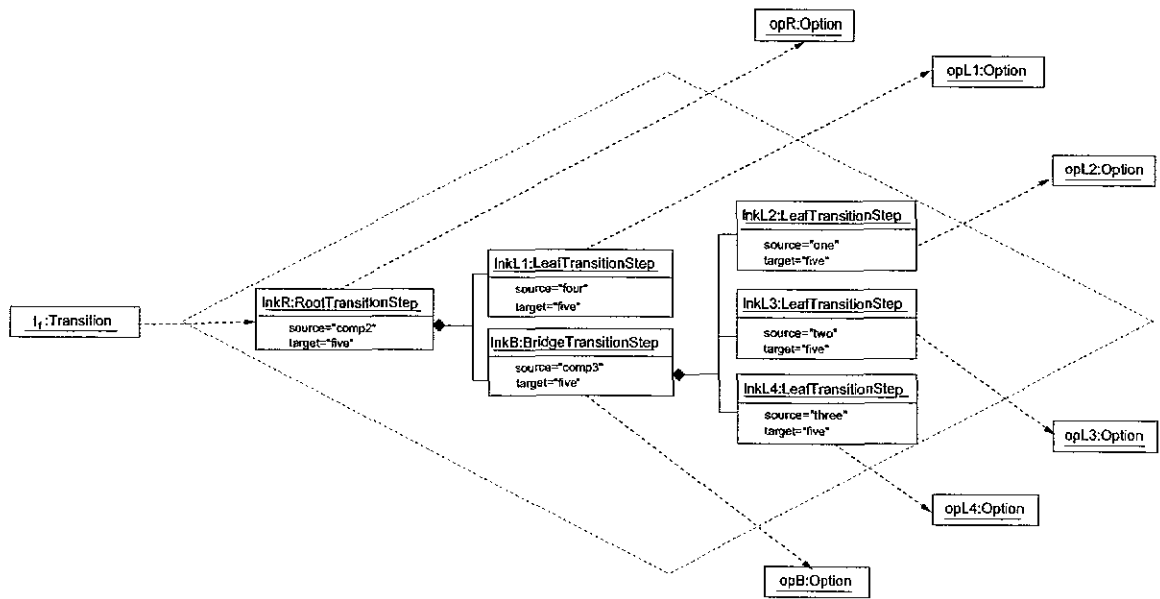 opR:Option
opL1:Option
opL2:Option
lnkL2:LeafTransitionStep
source="one"
target="five"
lnkL1:LeafTransitionStep
source="four"
target="five"
lnkR:RootTransitionStep
source="comp2"
target="five"
lnkL3:LeafTransitionStep
source="two"
target="five"
t₁:Transition
lnkB:BridgeTransitionStep
source="comp3"
target="five"
lnkL4:LeafTransitionStep
source="three"
target="five"
opL3:Option
opL4:Option
opB:Option